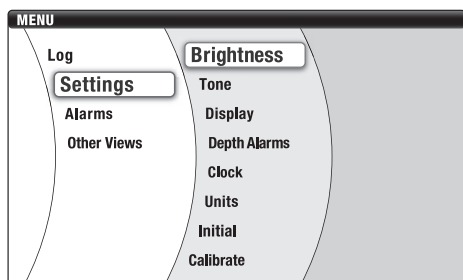 MENU
Log
Settings
Alarms
Other Views
Brightness
Tone
Display
Depth Alarms
Clock
Units
Initial
Calibrate